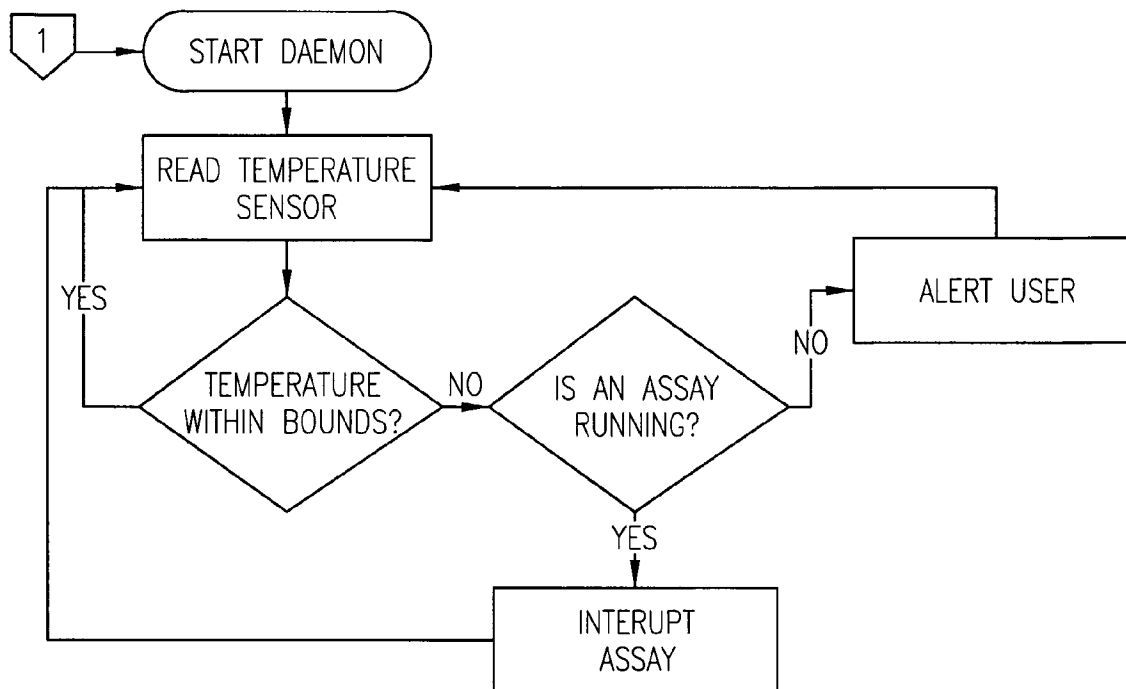 1
START DAEMON
READ TEMPERATURE
SENSOR
YES
TEMPERATURE
WITHIN BOUNDS?
NO
IS AN ASSAY
RUNNING?
NO
ALERT USER
YES
INTERUPT
ASSAY